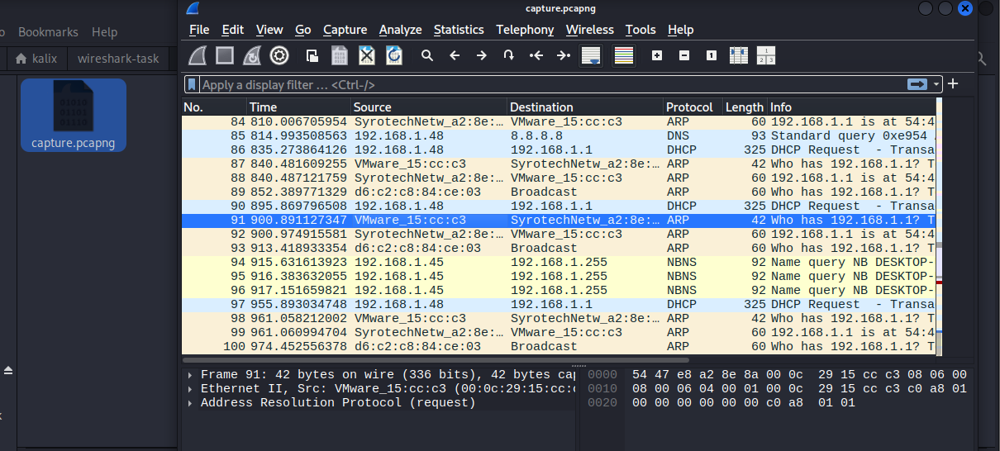 capture.pcapng
o Bookmarks Help
File Edit View Go Capture Analyze Statistics Telephony Wireless Tools Help
kalix wireshark-task
Apply a display filter ... <Ctrl-/>
No. Time Source Destination Protocol Length Info
84 810.006705954 SyrotechNetw_a2:8e:… VMware_15:cc:c3 ARP 60 192.168.1.1 is at 54:4
85 814.993508563 192.168.1.48 8.8.8.8 DNS 93 Standard query 0xe954
86 835.273864126 192.168.1.48 192.168.1.1 DHCP 325 DHCP Request - Transa
87 840.481609255 VMware_15:cc:c3 SyrotechNetw_a2:8e:… ARP 42 Who has 192.168.1.1? T
88 840.487121759 SyrotechNetw_a2:8e:… VMware_15:cc:c3 ARP 60 192.168.1.1 is at 54:4
89 852.389771329 d6:c2:c8:84:ce:03 Broadcast ARP 60 Who has 192.168.1.1? T
90 895.869796508 192.168.1.48 192.168.1.1 DHCP 325 DHCP Request - Transa
91 900.891127347 VMware_15:cc:c3 SyrotechNetw_a2:8e:… ARP 42 Who has 192.168.1.1? T
92 900.974915581 SyrotechNetw_a2:8e:… VMware_15:cc:c3 ARP 60 192.168.1.1 is at 54:4
93 913.418933354 d6:c2:c8:84:ce:03 Broadcast ARP 60 Who has 192.168.1.1? T
94 915.631613923 192.168.1.45 192.168.1.255 NBNS 92 Name query NB DESKTOP-
95 916.383632055 192.168.1.45 192.168.1.255 NBNS 92 Name query NB DESKTOP-
96 917.151659821 192.168.1.45 192.168.1.255 NBNS 92 Name query NB DESKTOP-
97 955.893034748 192.168.1.48 192.168.1.1 DHCP 325 DHCP Request - Transa
98 961.058212002 VMware_15:cc:c3 SyrotechNetw_a2:8e:… ARP 42 Who has 192.168.1.1? T
99 961.060994704 SyrotechNetw_a2:8e:… VMware_15:cc:c3 ARP 60 192.168.1.1 is at 54:4
100 974.452556378 d6:c2:c8:84:ce:03 Broadcast ARP 60 Who has 192.168.1.1? T
capture.pcapng
Frame 91: 42 bytes on wire (336 bits), 42 bytes cap
Ethernet II, Src: VMware_15:cc:c3 (00:0c:29:15:cc:
Address Resolution Protocol (request)
0000 54 47 e8 a2 8e 8a 00 0c 29 15 cc c3 08 06 00
0010 08 00 06 04 00 01 00 0c 29 15 cc c3 c0 a8 01
0020 00 00 00 00 00 00 c0 a8 01 01